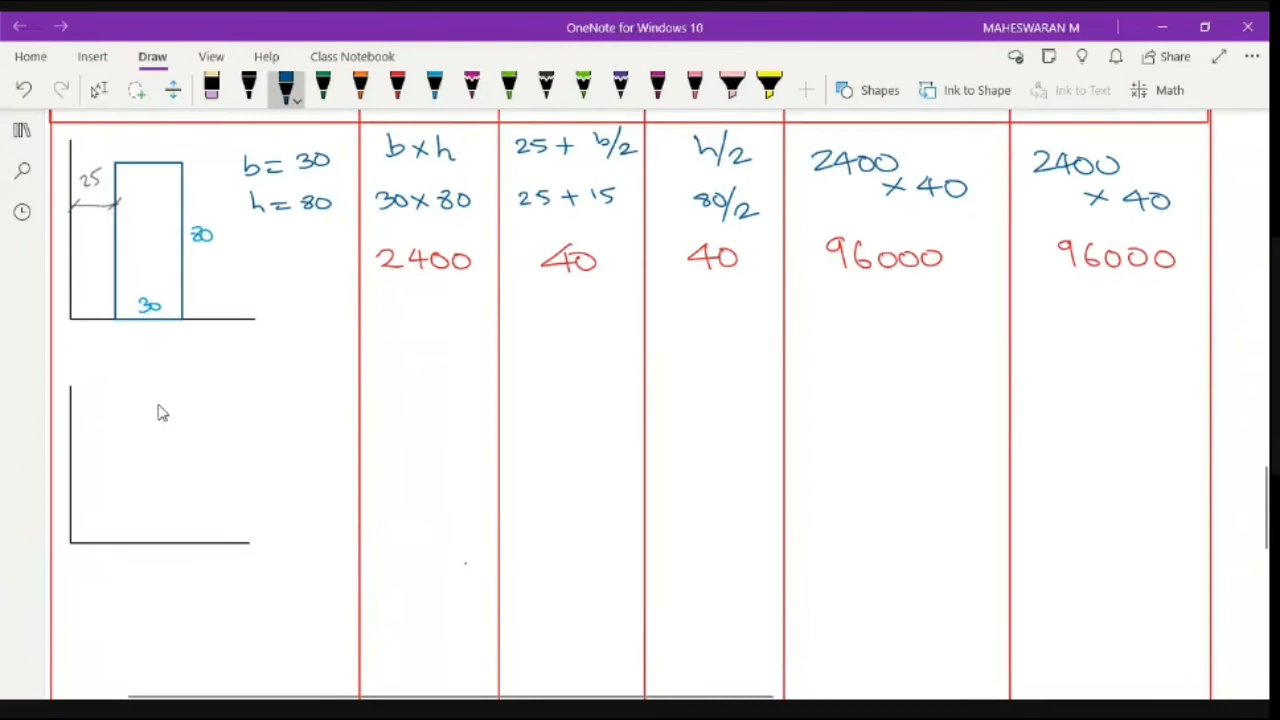 OneNote for Windows 10
MAHESWARAN M
Home Insert Draw View Help Class Notebook
Share
Shapes Ink to Shape Ink to Text Math
25
b = 30
h = 80
80
30
b x h
30 x 80
2400
25 + b/2
25 + 15
40
h/2
80/2
40
2400
x 40
96000
2400
x 40
96000